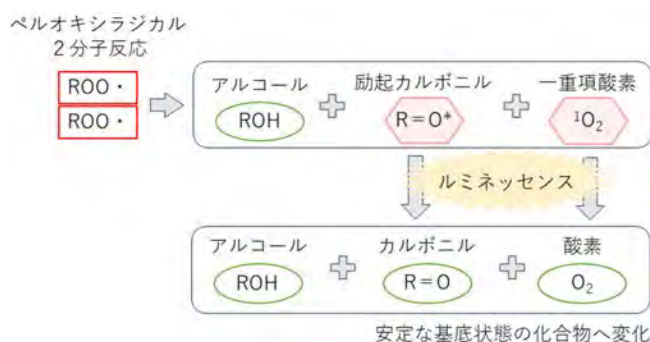 ペルオキシラジカル
2分子反応
ROO・
ROO・
アルコール 励起カルボニル 一重項酸素
ROH R=O* ¹O₂
ルミネッセンス
アルコール カルボニル 酸素
ROH R=O O₂
安定な基底状態の化合物へ変化